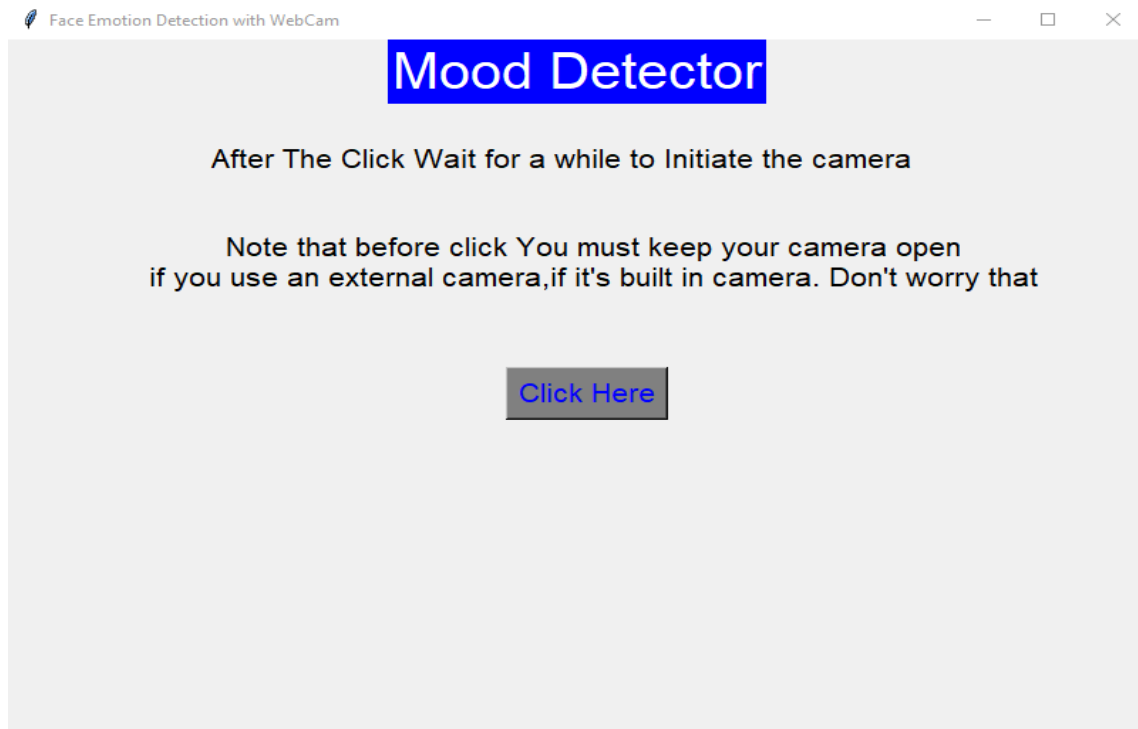 Face Emotion Detection with WebCam
Mood Detector
After The Click Wait for a while to Initiate the camera
Note that before click You must keep your camera open
if you use an external camera,if it's built in camera. Don't worry that
Click Here